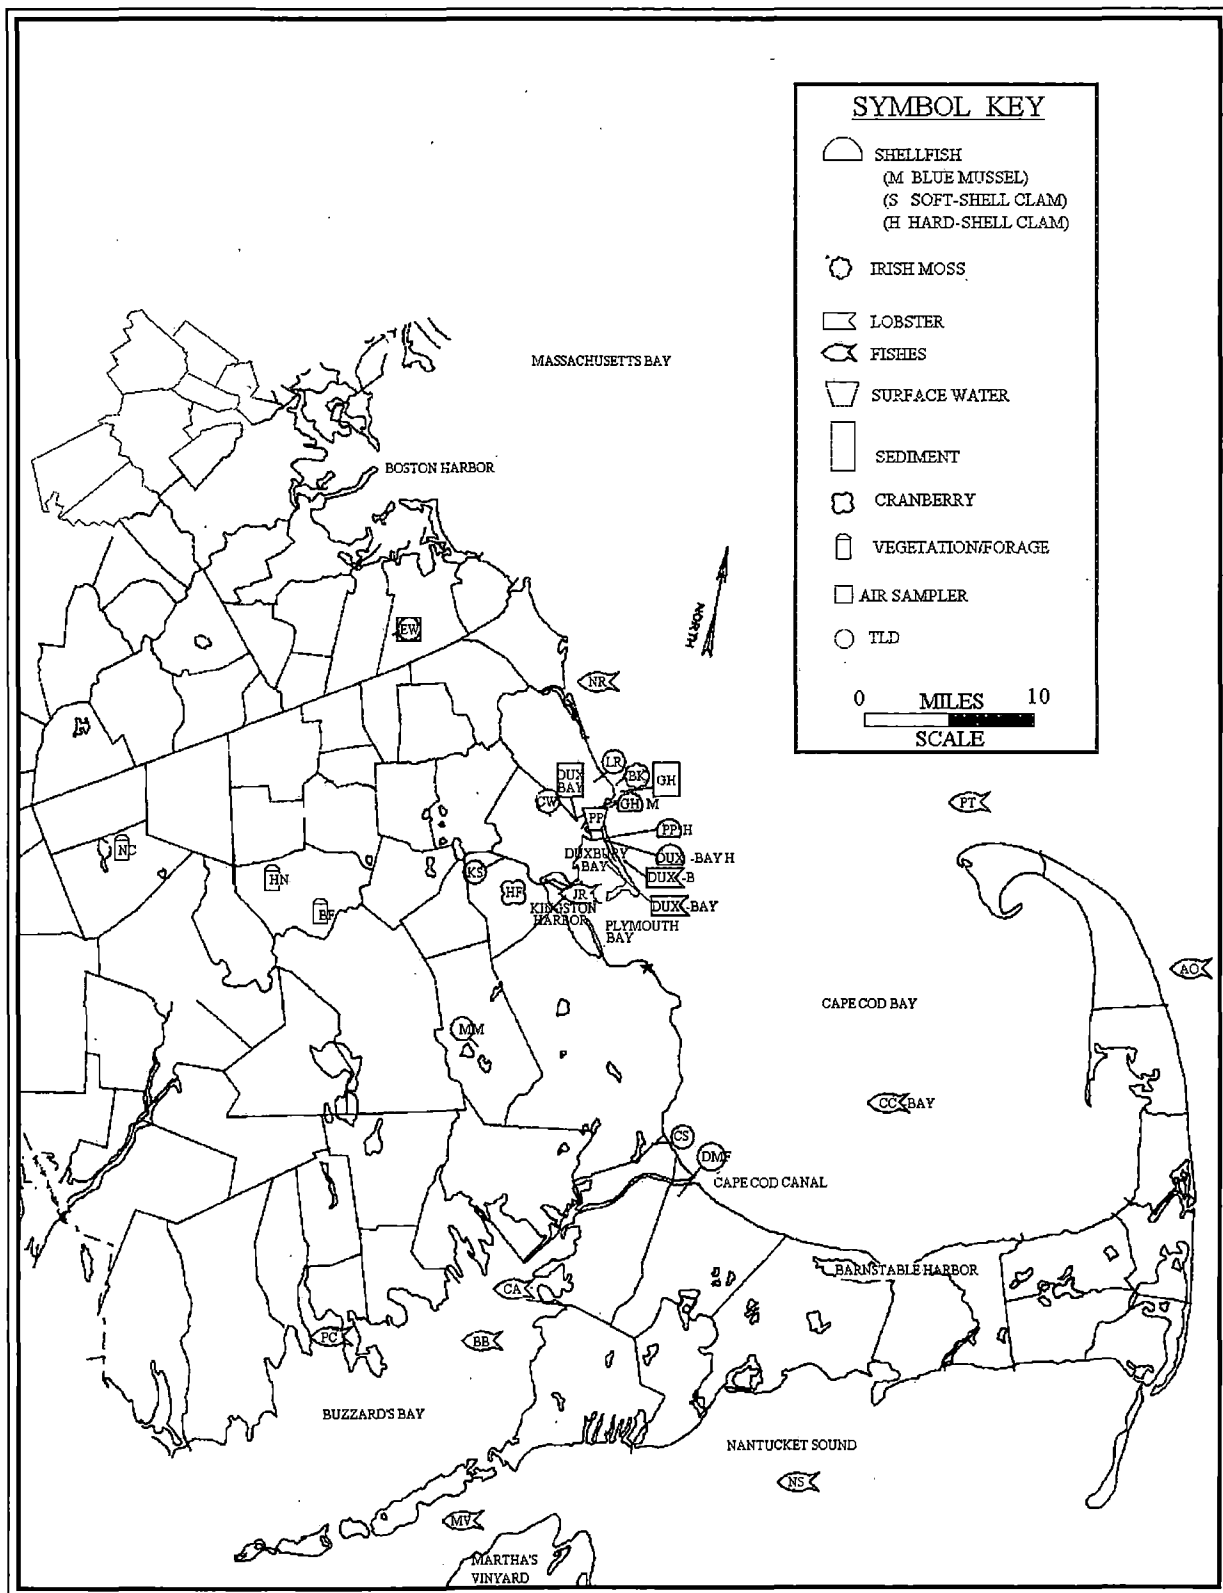 SYMBOL KEY
SHELLFISH
(M BLUE MUSSEL)
(S SOFT-SHELL CLAM)
(H HARD-SHELL CLAM)
IRISH MOSS
LOBSTER
FISHES
SURFACE WATER
SEDIMENT
CRANBERRY
VEGETATION/FORAGE
AIR SAMPLER
TLD
0 MILES 10
SCALE
MASSACHUSETTS BAY
BOSTON HARBOR
NORTH
EW
NR
LR
DUX
BAY
BK
GH
CW
GH M
PT
PP
PP H
NC
DUXBURY
BAY
DUX -BAY H
KS
HN
DUX -B
HF
JR
DUX -BAY
BF
KINGSTON
HARBOR
PLYMOUTH
BAY
AO
CAPE COD BAY
MM
CC BAY
CS
DMF
CAPE COD CANAL
BARNSTABLE HARBOR
CA
PC
BB
BUZZARD'S BAY
NANTUCKET SOUND
NS
MV
MARTHA'S
VINYARD